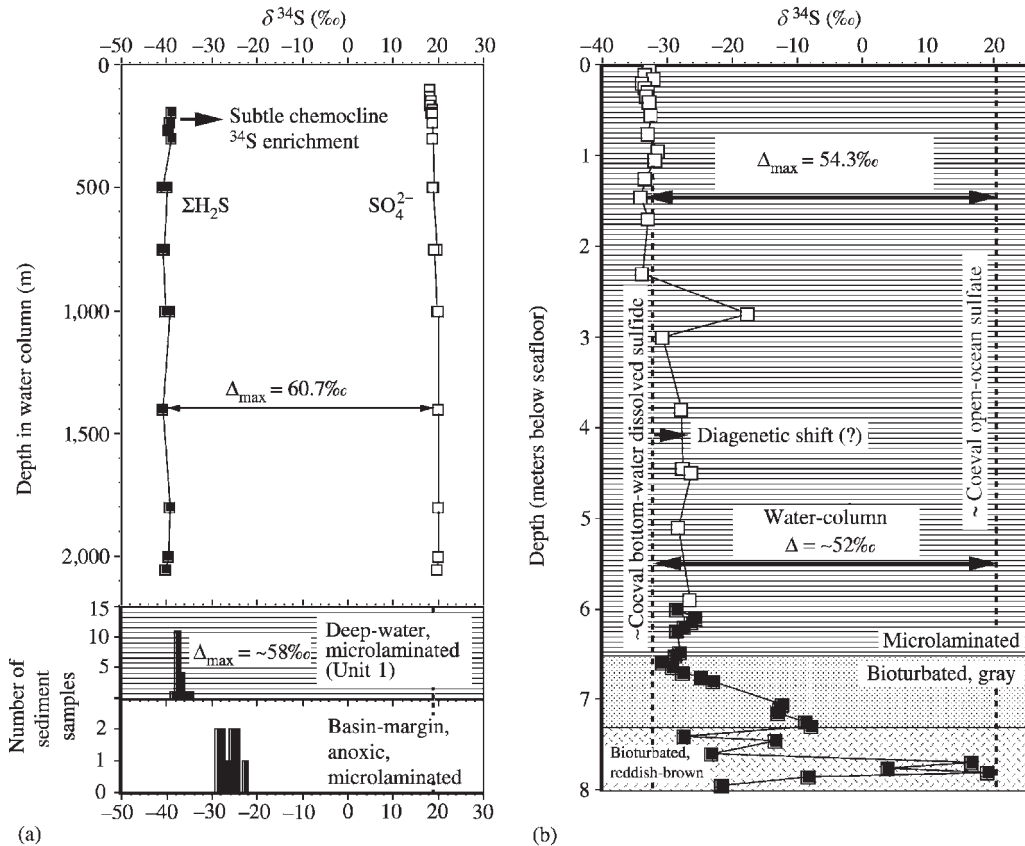 δ ³⁴S (‰)
−50 −40 −30 −20 −10 0 10 20 30
0
500
1,000
1,500
2,000
Depth in water column (m)
Subtle chemocline
³⁴S enrichment
ΣH₂S
SO₄²⁻
Δmax = 60.7‰
15
10
5
0
Deep-water,
microlaminated
(Unit 1)
Δmax = ~58‰
Number of
sediment
samples
2
1
0
Basin-margin,
anoxic,
microlaminated
−50 −40 −30 −20 −10 0 10 20 30
(a)
δ ³⁴S (‰)
−40 −30 −20 −10 0 10 20
0
1
2
3
4
5
6
7
8
Depth (meters below seafloor)
Δmax = 54.3‰
~Coeval bottom-water dissolved sulfide
~ Coeval open-ocean sulfate
Diagenetic shift (?)
Water-column
Δ = ~52‰
Microlaminated
Bioturbated, gray
Bioturbated,
reddish-brown
(b)